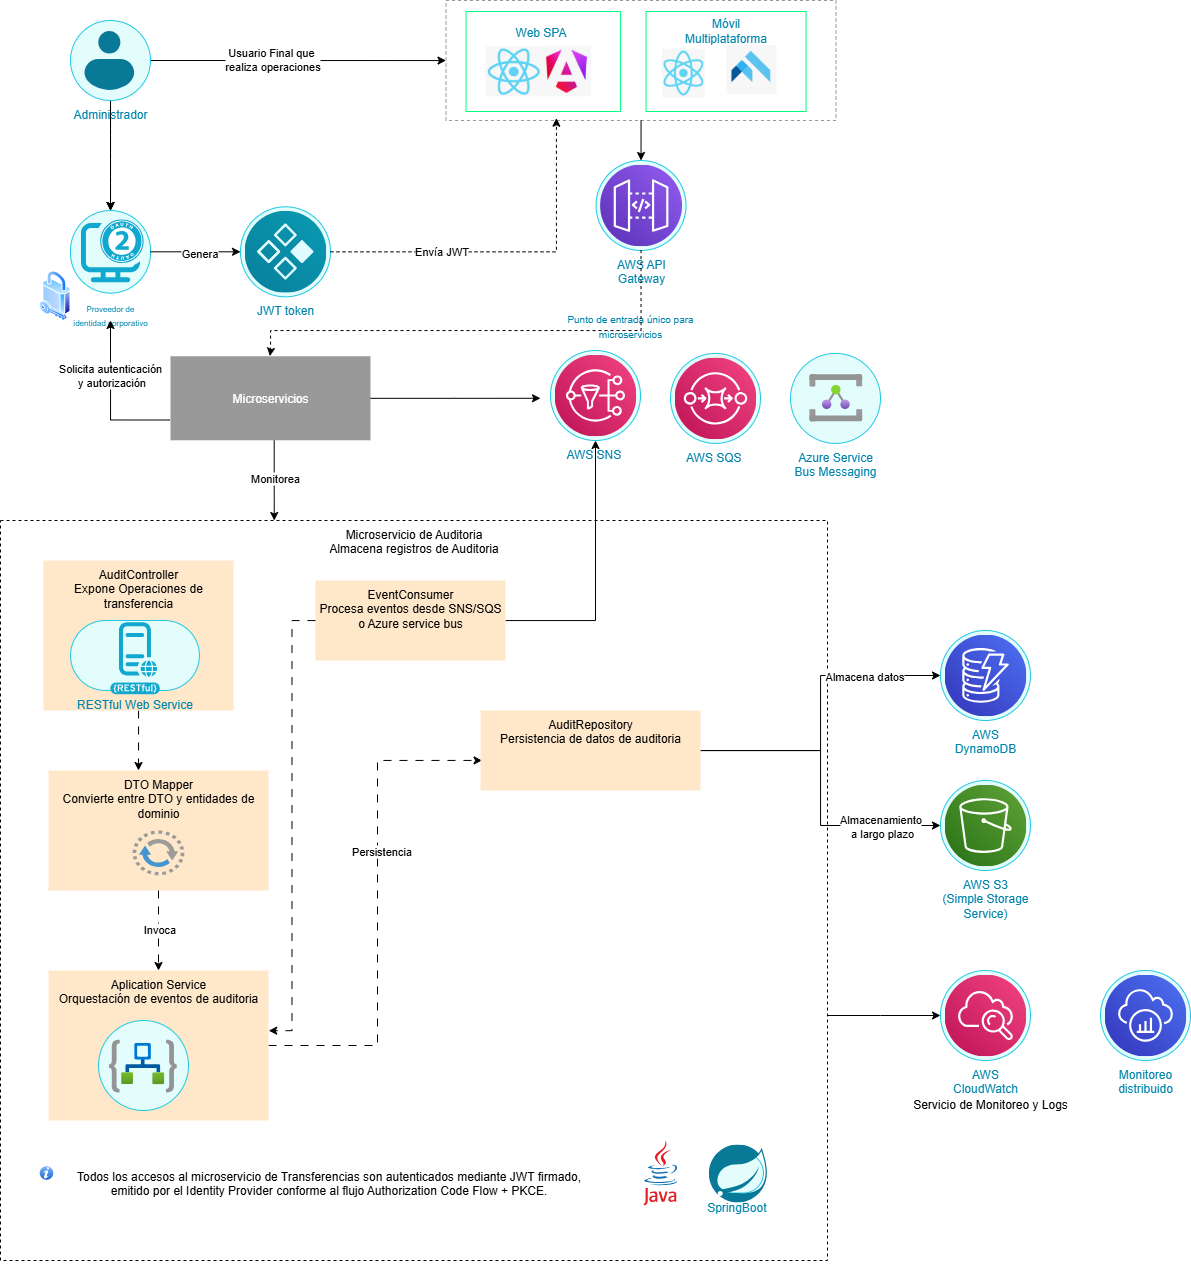 Web SPA
Móvil
Multiplataforma
Usuario Final que
realiza operaciones
Administrador
OAUTH
2
Genera
Envía JWT
JWT token
Proveedor de
identidad corporativo
AWS API
Gateway
Punto de entrada único para
microservicios
Solicita autenticación
y autorización
Microservicios
AWS SNS
AWS SQS
Azure Service
Bus Messaging
Monitorea
Microservicio de Auditoria
Almacena registros de Auditoria
AuditController
Expone Operaciones de
transferencia
{RESTful}
RESTful Web Service
EventConsumer
Procesa eventos desde SNS/SQS
o Azure service bus
AuditRepository
Persistencia de datos de auditoria
Almacena datos
AWS
DynamoDB
DTO Mapper
Convierte entre DTO y entidades de
dominio
Almacenamiento
a largo plazo
AWS S3
(Simple Storage
Service)
Persistencia
Invoca
Aplication Service
Orquestación de eventos de auditoria
AWS
CloudWatch
Servicio de Monitoreo y Logs
Monitoreo
distribuido
Todos los accesos al microservicio de Transferencias son autenticados mediante JWT firmado,
emitido por el Identity Provider conforme al flujo Authorization Code Flow + PKCE.
Java
SpringBoot